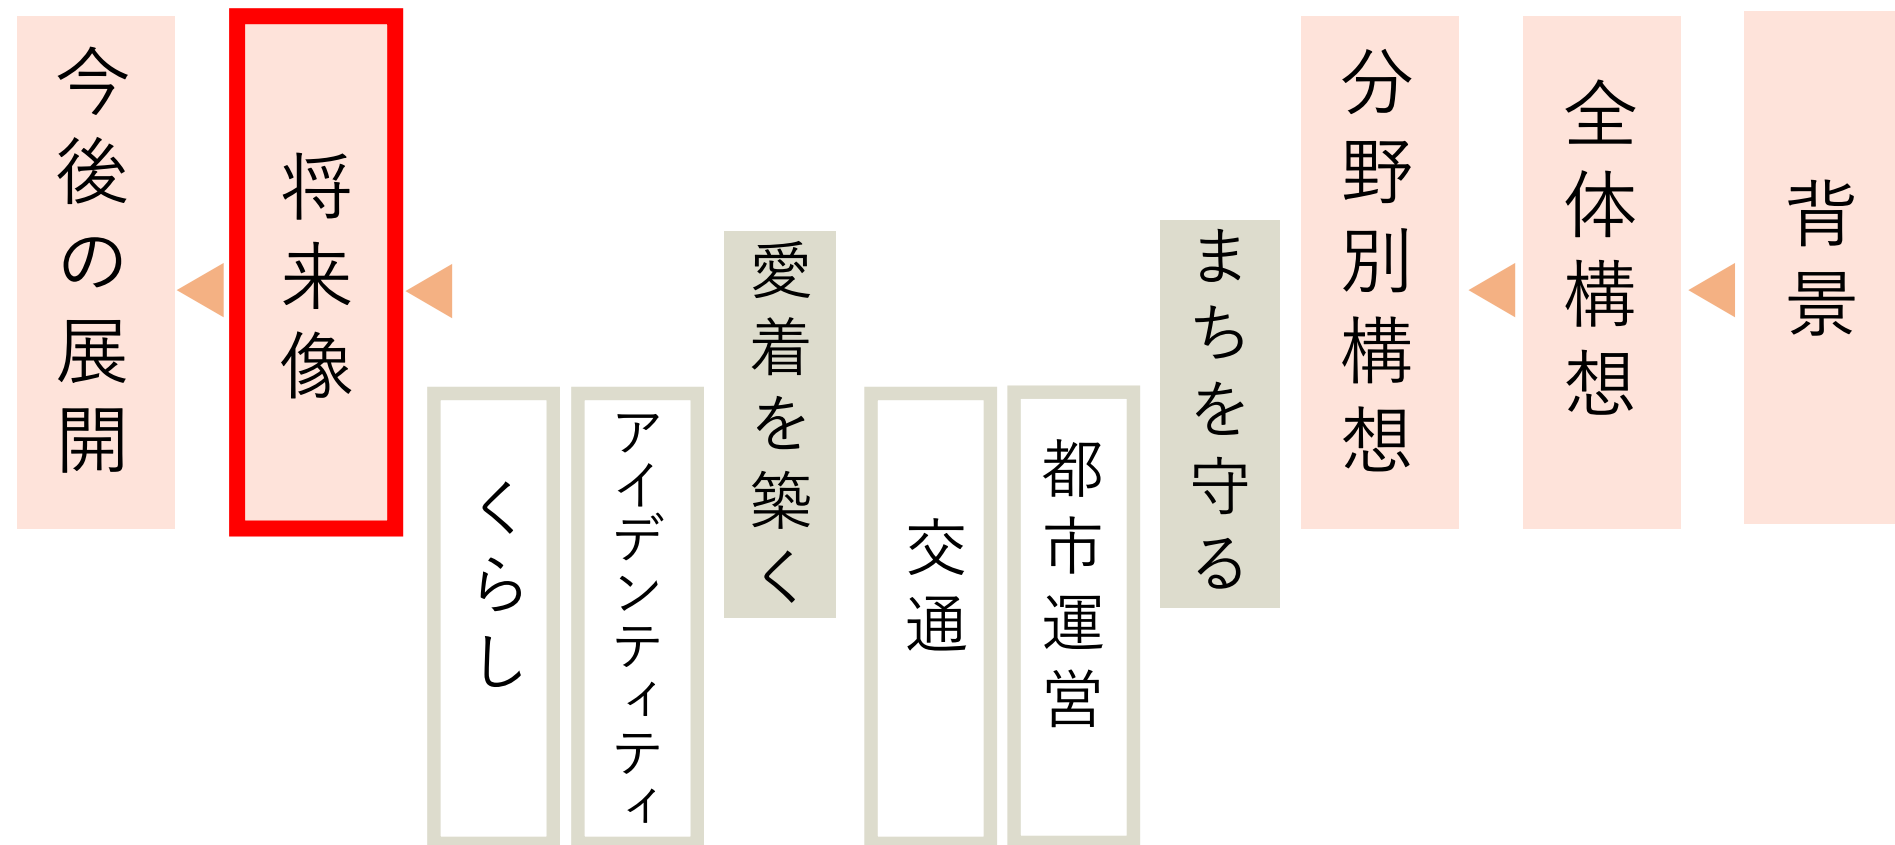 背景
全体構想
分野別構想
まちを守る
都市運営
交通
愛着を築く
アイデンティティ
くらし
将来像
今後の展開